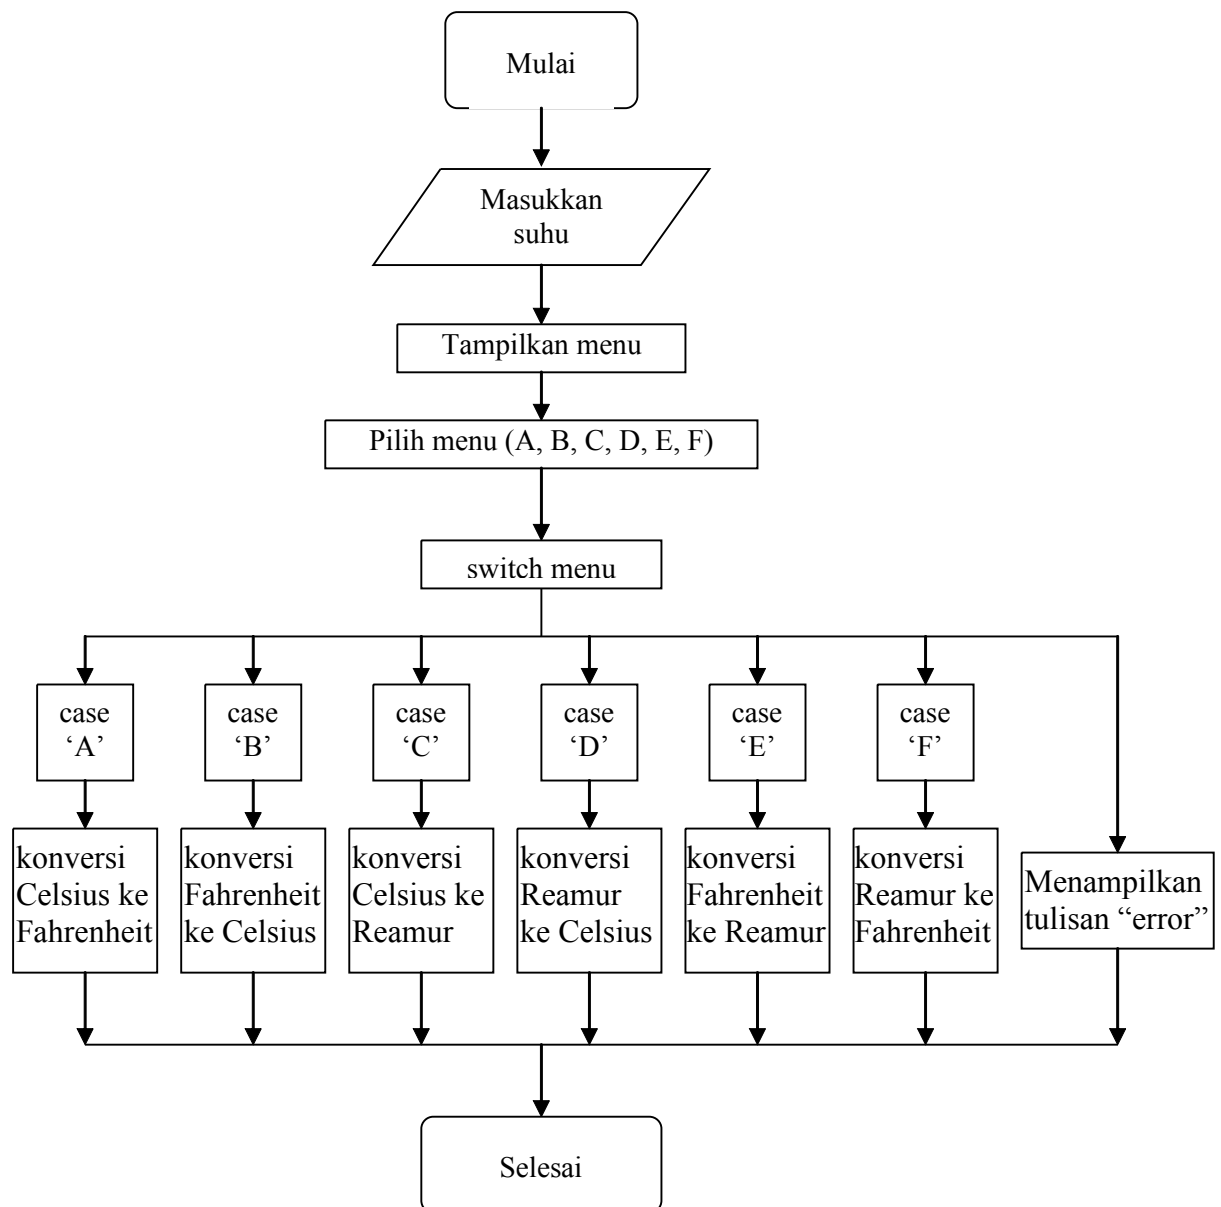 Mulai
Masukkan
suhu
Tampilkan menu
Pilih menu (A, B, C, D, E, F)
switch menu
case
‘A’
case
‘B’
case
‘C’
case
‘D’
case
‘E’
case
‘F’
konversi
Celsius ke
Fahrenheit
konversi
Fahrenheit
ke Celsius
konversi
Celsius ke
Reamur
konversi
Reamur
ke Celsius
konversi
Fahrenheit
ke Reamur
konversi
Reamur ke
Fahrenheit
Menampilkan
tulisan “error”
Selesai